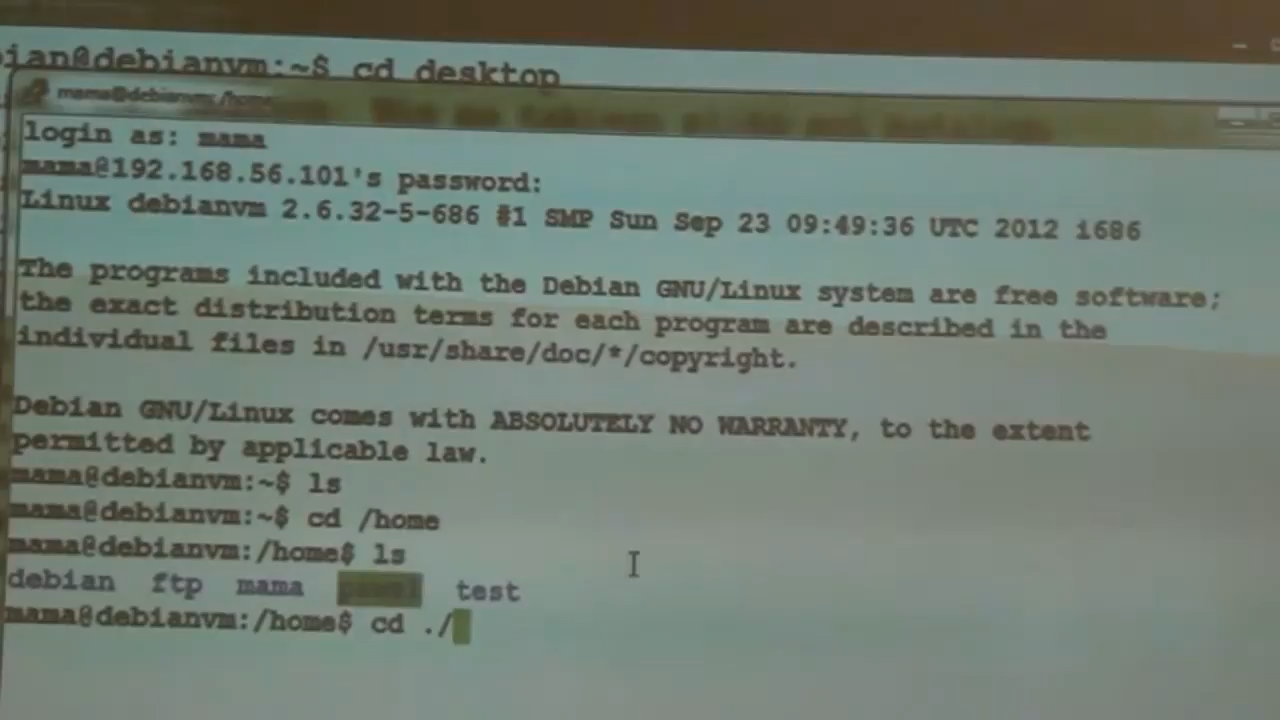 ian@debianvm:~$ cd desktop
mama@debianvm: /home
login as: mama
mama@192.168.56.101's password:
Linux debianvm 2.6.32-5-686 #1 SMP Sun Sep 23 09:49:36 UTC 2012 i686
The programs included with the Debian GNU/Linux system are free software;
the exact distribution terms for each program are described in the
individual files in /usr/share/doc/*/copyright.
Debian GNU/Linux comes with ABSOLUTELY NO WARRANTY, to the extent
permitted by applicable law.
mama@debianvm:~$ ls
mama@debianvm:~$ cd /home
mama@debianvm:/home$ ls
debian ftp mama test
mama@debianvm:/home$ cd ./